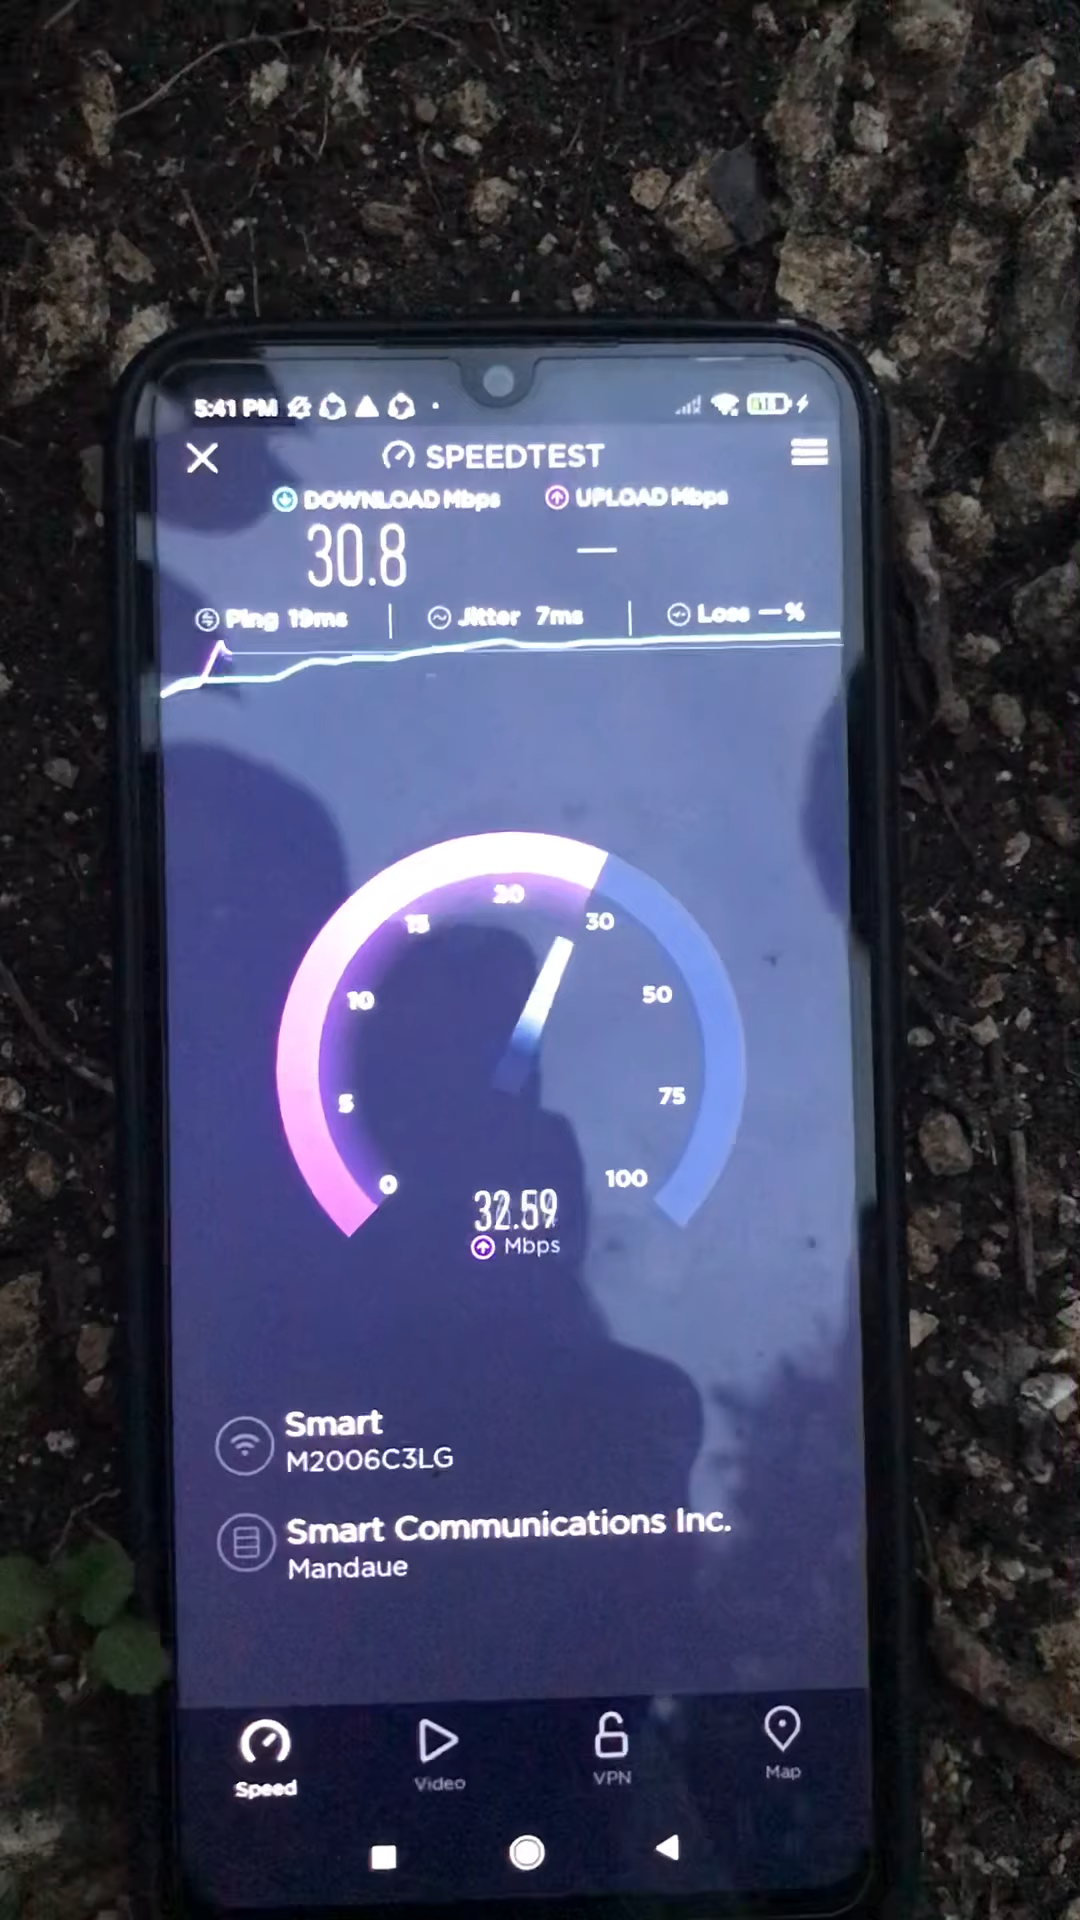 5:41 PM
SPEEDTEST
DOWNLOAD Mbps UPLOAD Mbps
30.8 —
Ping 19ms Jitter 7ms Loss —%
20
15 30
10 50
5 75
0 100
32.59
Mbps
Smart
M2006C3LG
Smart Communications Inc.
Mandaue
Speed Video VPN Map